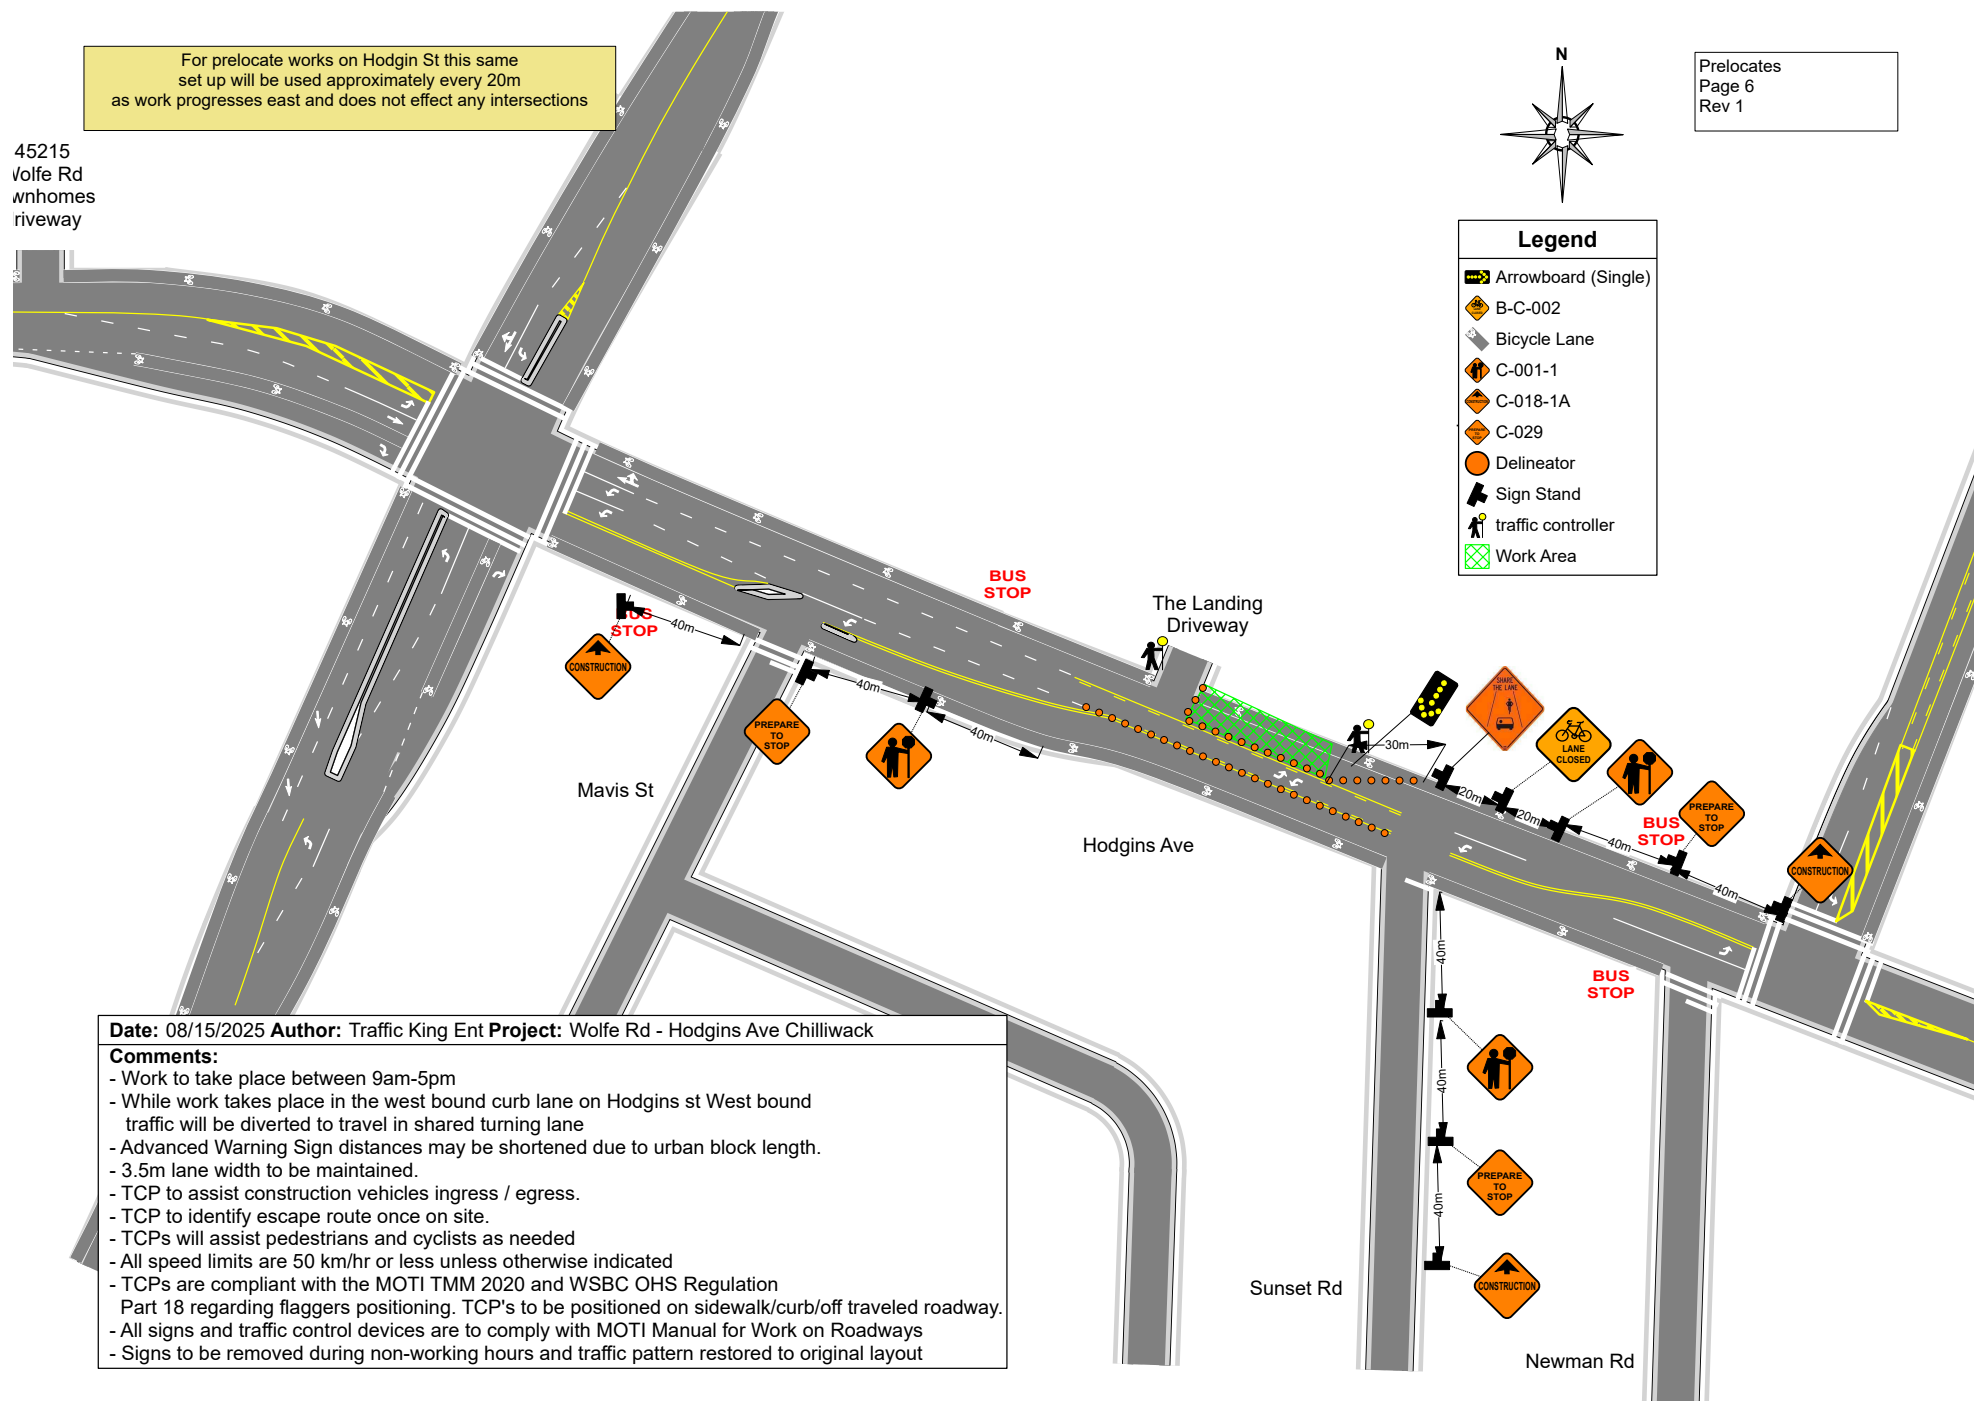 For prelocate works on Hodgin St this same
set up will be used approximately every 20m
as work progresses east and does not effect any intersections
N
Prelocates
Page 6
Rev 1
45215
Wolfe Rd
wnhomes
riveway
Legend
Arrowboard (Single)
B-C-002
Bicycle Lane
C-001-1
C-018-1A
C-029
Delineator
Sign Stand
traffic controller
Work Area
BUS
STOP
The Landing
Driveway
BUS
STOP
40m
CONSTRUCTION
40m
PREPARE
TO
STOP
40m
Mavis St
Hodgins Ave
30m
SHARE
THE LANE
LANE
CLOSED
20m
20m
BUS
STOP
PREPARE
TO
STOP
40m
40m
CONSTRUCTION
BUS
STOP
40m
40m
PREPARE
TO
STOP
40m
CONSTRUCTION
Sunset Rd
Newman Rd
Date: 08/15/2025 Author: Traffic King Ent Project: Wolfe Rd - Hodgins Ave Chilliwack
Comments:
- Work to take place between 9am-5pm
- While work takes place in the west bound curb lane on Hodgins st West bound
traffic will be diverted to travel in shared turning lane
- Advanced Warning Sign distances may be shortened due to urban block length.
- 3.5m lane width to be maintained.
- TCP to assist construction vehicles ingress / egress.
- TCP to identify escape route once on site.
- TCPs will assist pedestrians and cyclists as needed
- All speed limits are 50 km/hr or less unless otherwise indicated
- TCPs are compliant with the MOTI TMM 2020 and WSBC OHS Regulation
Part 18 regarding flaggers positioning. TCP's to be positioned on sidewalk/curb/off traveled roadway.
- All signs and traffic control devices are to comply with MOTI Manual for Work on Roadways
- Signs to be removed during non-working hours and traffic pattern restored to original layout